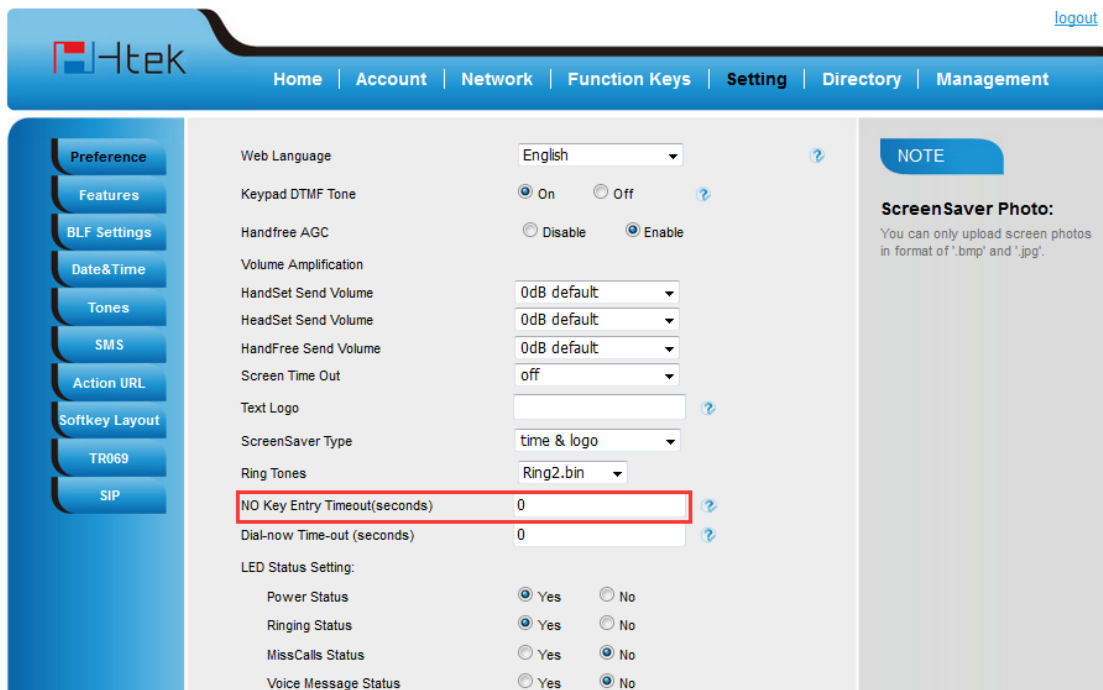 logout
Htek
Home Account Network Function Keys Setting Directory Management
Preference
Features
BLF Settings
Date&Time
Tones
SMS
Action URL
Softkey Layout
TR069
SIP
Web Language English
Keypad DTMF Tone On Off
Handfree AGC Disable Enable
Volume Amplification
HandSet Send Volume 0dB default
HeadSet Send Volume 0dB default
HandFree Send Volume 0dB default
Screen Time Out off
Text Logo
ScreenSaver Type time & logo
Ring Tones Ring2.bin
NO Key Entry Timeout(seconds) 0
Dial-now Time-out (seconds) 0
LED Status Setting:
Power Status Yes No
Ringing Status Yes No
MissCalls Status Yes No
Voice Message Status Yes No
NOTE
ScreenSaver Photo:
You can only upload screen photos
in format of '.bmp' and '.jpg'.